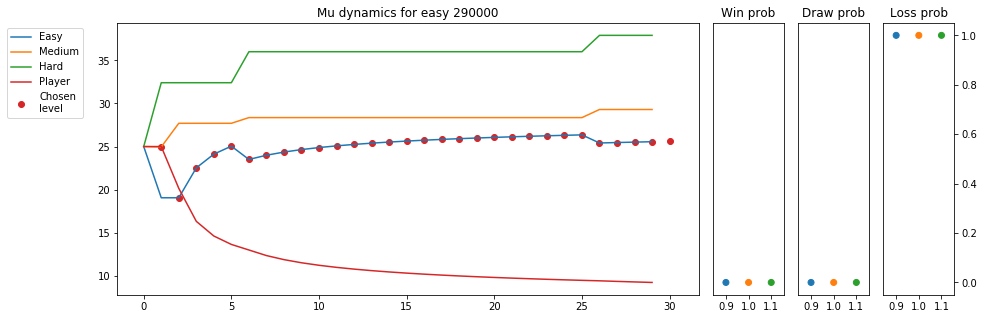 Mu dynamics for easy 290000
Win prob
Draw prob
Loss prob
Easy
Medium
Hard
Player
Chosen
level
35
30
25
20
15
10
0
5
10
15
20
25
30
0.9
1.0
1.1
0.9
1.0
1.1
0.9
1.0
1.1
1.0
0.8
0.6
0.4
0.2
0.0